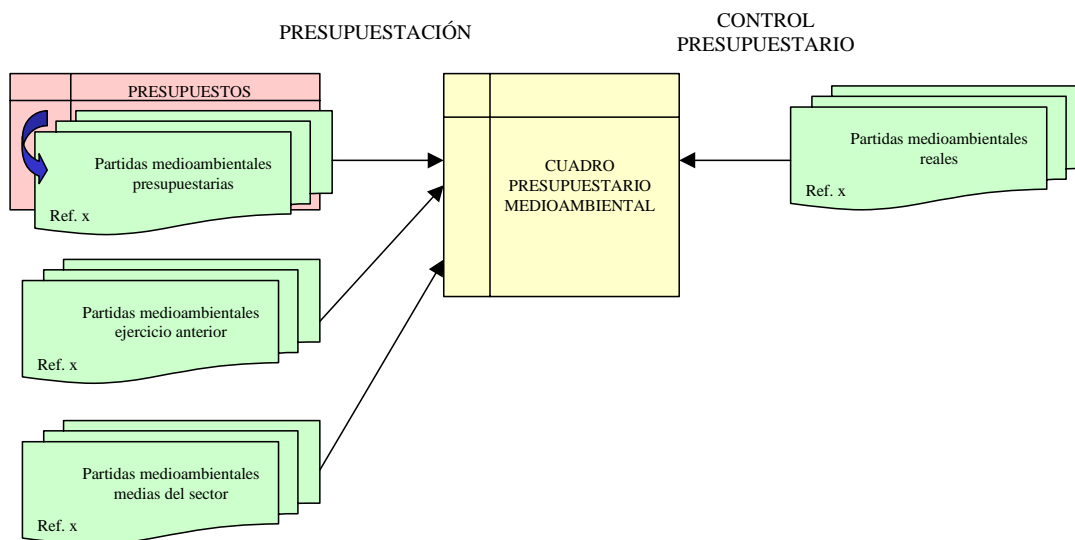 PRESUPUESTACIÓN
CONTROL
PRESUPUESTARIO
PRESUPUESTOS
Partidas medioambientales
presupuestarias
Ref. x
CUADRO
PRESUPUESTARIO
MEDIOAMBIENTAL
Partidas medioambientales
reales
Partidas medioambientales
ejercicio anterior
Ref. x
Partidas medioambientales
medias del sector
Ref. x